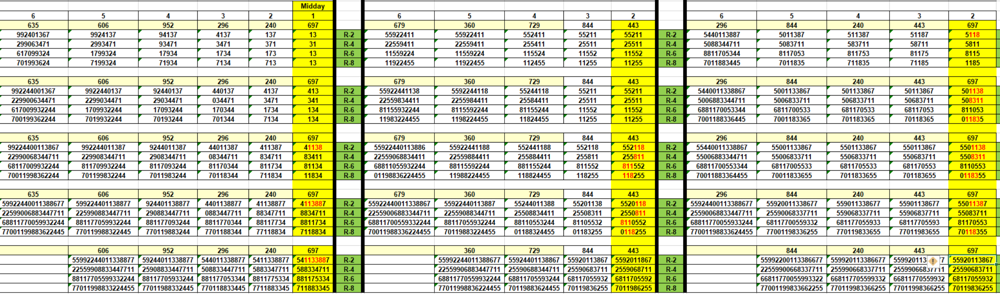 Midday
6 5 4 3 2 1 6 5 4 3 2 6 5 4 3 2
635 606 952 296 240 697 679 360 729 844 443 296 844 240 443 697
992401367 9924137 94137 4137 137 13 R-2 55922411 55922411 552411 55211 55211 R-2 5440113887 5011387 511387 51187 5118
299063471 2993471 93471 3471 371 31 R-4 22559411 22559411 255411 25511 25511 R-4 5088344711 5083711 583711 58711 5811
617099324 1799324 17934 1734 173 13 R-6 11559224 11559224 115524 11552 11552 R-6 8811705344 8117053 811753 81175 8115
701993624 7199324 71934 7134 713 13 R-8 11922455 11922455 112455 11255 11255 R-8 7011883445 7011835 711835 71185 1185
635 606 952 296 240 697 679 360 729 844 443 296 844 240 443 697
992244001367 9922440137 92440137 440137 4137 413 R-2 55922441138 5592244118 55244118 55211 55211 R-2 5440011338867 5001133867 501133867 50113867 501138
229900634471 2299034471 29034471 034471 3471 341 R-4 22559834411 2255984411 25584411 25511 25511 R-4 5006883344711 5006833711 506833711 50683711 508311
617009932244 1709932244 17093244 170344 1734 134 R-6 81155932244 8115592244 81155244 11552 11552 R-6 6881170053344 6811700533 681170533 68117053 811053
700199362244 7019932244 70193244 701344 7134 134 R-8 11983224455 1198224455 11824455 11255 11255 R-8 7001188336445 7001183365 701183365 70118365 011835
635 606 952 296 240 697 679 360 729 844 443 296 844 240 443 697
99224400113867 992244011387 9244011387 44011387 411387 41138 R-2 55922440113886 55922441188 552441188 552118 552118 R-2 55440011338867 55001133867 5501133867 550113867 5501138
22990068344711 229908344711 2908344711 08344711 834711 83411 R-4 22559068834411 22559884411 255884411 255811 255811 R-4 55006883344711 55006833711 5506833711 550683711 5508311
68117009932244 811709932244 8117093244 81170344 811734 81134 R-6 68811055932244 88115592244 881155244 811552 811552 R-6 68811700553344 68117005533 6811705533 681170553 8110553
70011998362244 701199832244 7011983244 70118344 711834 11834 R-8 01198836224455 11988224455 118824455 118255 118255 R-8 70011883364455 70011833655 7011833655 701183655 0118355
635 606 952 296 240 697 679 360 729 844 443 296 844 240 443 697
59922440011388677 599224401138877 924401138877 4401138877 41138877 4113887 R-2 55922440011338867 55922440113887 55244011388 55201138 5520118 R-2 55924400113388677 55920011338677 559011338677 55901138677 55011387
22599006883447711 225990883447711 290883447711 0883447711 88347711 8834711 R-4 22559006883344711 22559088344711 25508834411 25508311 2550811 R-4 25590068833447711 25590068337711 559068337711 55906837711 55083711
68811770059932244 881177059932244 881177093244 8811770344 88117734 8811734 R-6 68811700559332244 88117055932244 88110553244 81105532 8110552 R-6 68811770055933244 68117700559332 681177055933 68117705593 81170553
77001199883622445 770119988322445 770119883244 7701188344 77118834 7118834 R-8 70011988336224455 70119883224455 01188324455 01183255 0118255 R-8 77001198833624455 77001198336255 770119833655 77011983655 70118355
606 952 296 240 697 360 729 844 443 844 240 443 697
5599224401​1338877 59244011338877 544011338877 5411338877 541133887 R-2 55992244011388677 5592440113867 55920113867 5592011867 R-2 55992200113386677 559920113386677 55920113867
22559908833447711 25908833447711 508833447711 5883347711 588334711 R-4 22559906883447711 25590688344711 25590683711 2559068711 R-4 22559900668337711 255990668337711 25590683711
88117705599332244 88117705933244 881177053344 8811775334 881175334 R-6 68811770559932244 6881170559​3244 68117055932 6811705592 R-6 66811770055993322 668117705599332 66811770559932 68117055932
77011998833224455 77011988332445 770118833445 7711883345 711883345 R-8 77011998836224455 7011988​3624455 70119836255 7011986255 R-8 77001199833662255 770119983366255 77011998366255 70119836255